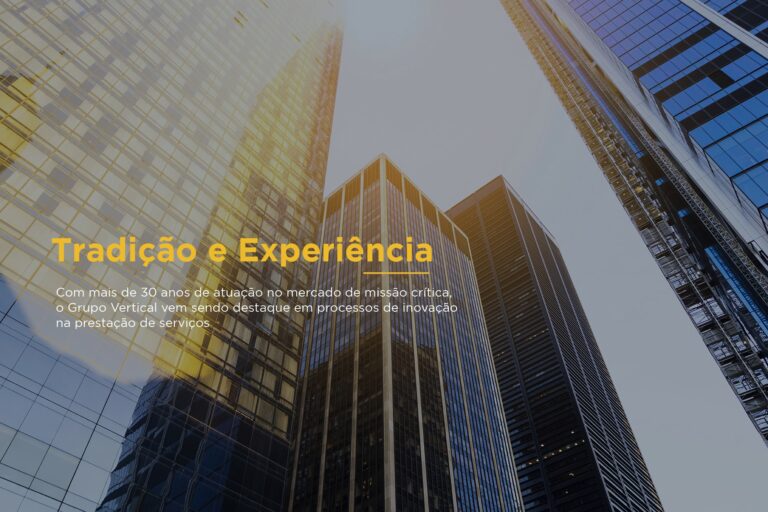 Tradição e Experiência
Com mais de 30 anos de atuação no mercado de missão crítica,
o Grupo Vertical vem sendo destaque em processos de inovação
na prestação de serviços